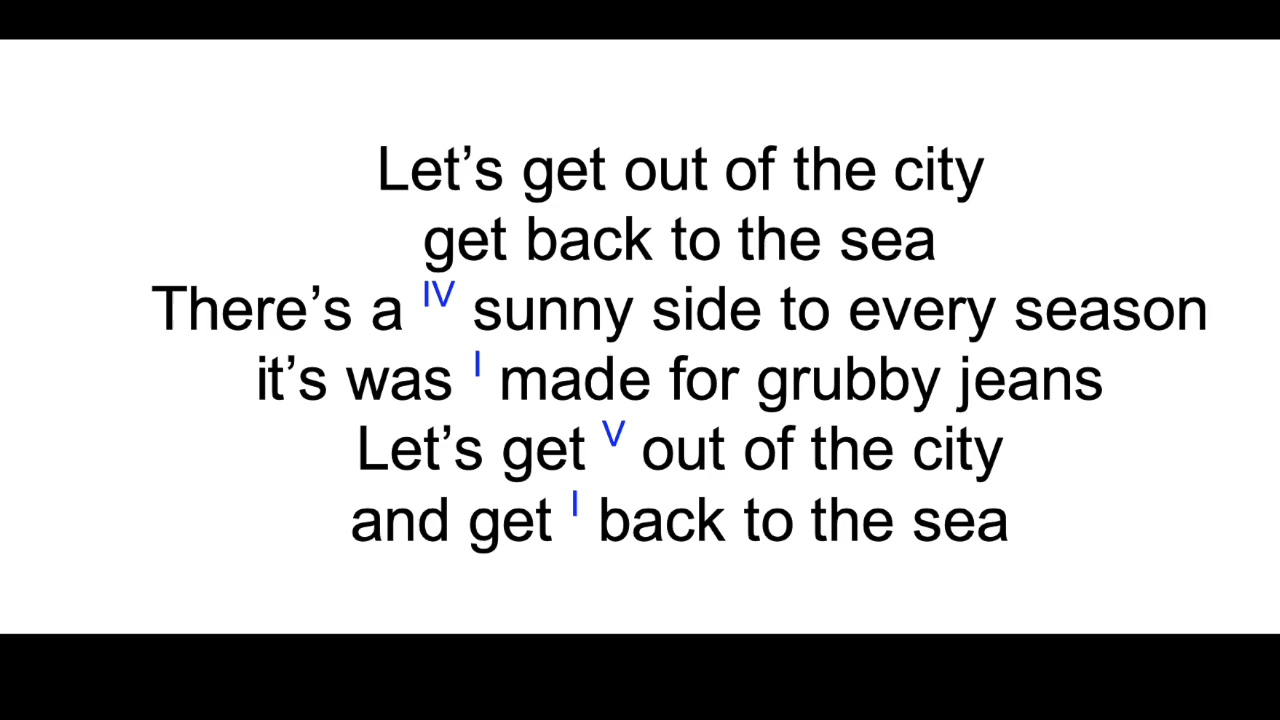 Let’s get out of the city
get back to the sea
There’s a IV sunny side to every season
it’s was I made for grubby jeans
Let’s get V out of the city
and get I back to the sea